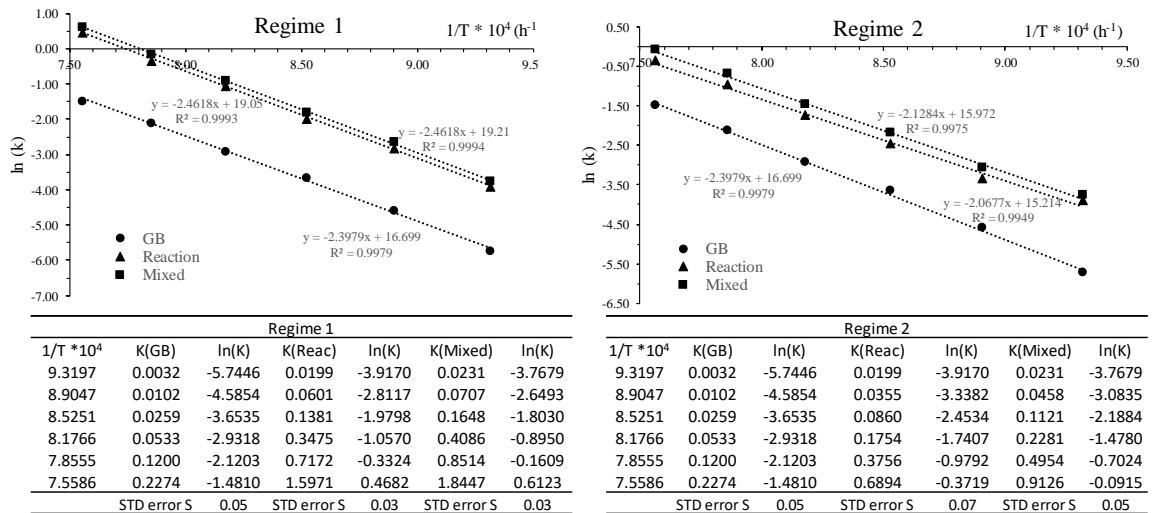 Regime 1
1/T * 10⁴ (h⁻¹
1.00
0.00
-1.00
-2.00
-3.00
-4.00
-5.00
-6.00
-7.00
7.50
8.00
8.50
9.00
9.5
ln (k)
y = -2.4618x + 19.05
R² = 0.9993
y = -2.4618x + 19.21
R² = 0.9994
y = -2.3979x + 16.699
R² = 0.9979
GB
Reaction
Mixed
Regime 2
1/T * 10⁴ (h⁻¹)
0.50
-0.50
-1.50
-2.50
-3.50
-4.50
-5.50
-6.50
7.50
8.00
8.50
9.00
9.50
ln (k)
y = -2.1284x + 15.972
R² = 0.9975
y = -2.3979x + 16.699
R² = 0.9979
y = -2.0677x + 15.214
R² = 0.9949
GB
Reaction
Mixed
Regime 1
1/T *10⁴ K(GB) ln(K) K(Reac) ln(K) K(Mixed) ln(K)
9.3197 0.0032 -5.7446 0.0199 -3.9170 0.0231 -3.7679
8.9047 0.0102 -4.5854 0.0601 -2.8117 0.0707 -2.6493
8.5251 0.0259 -3.6535 0.1381 -1.9798 0.1648 -1.8030
8.1766 0.0533 -2.9318 0.3475 -1.0570 0.4086 -0.8950
7.8555 0.1200 -2.1203 0.7172 -0.3324 0.8514 -0.1609
7.5586 0.2274 -1.4810 1.5971 0.4682 1.8447 0.6123
STD error S 0.05 STD error S 0.03 STD error S 0.03
Regime 2
1/T *10⁴ K(GB) ln(K) K(Reac) ln(K) K(Mixed) ln(K)
9.3197 0.0032 -5.7446 0.0199 -3.9170 0.0231 -3.7679
8.9047 0.0102 -4.5854 0.0355 -3.3382 0.0458 -3.0835
8.5251 0.0259 -3.6535 0.0860 -2.4534 0.1121 -2.1884
8.1766 0.0533 -2.9318 0.1754 -1.7407 0.2281 -1.4780
7.8555 0.1200 -2.1203 0.3756 -0.9792 0.4954 -0.7024
7.5586 0.2274 -1.4810 0.6894 -0.3719 0.9126 -0.0915
STD error S 0.05 STD error S 0.07 STD error S 0.05